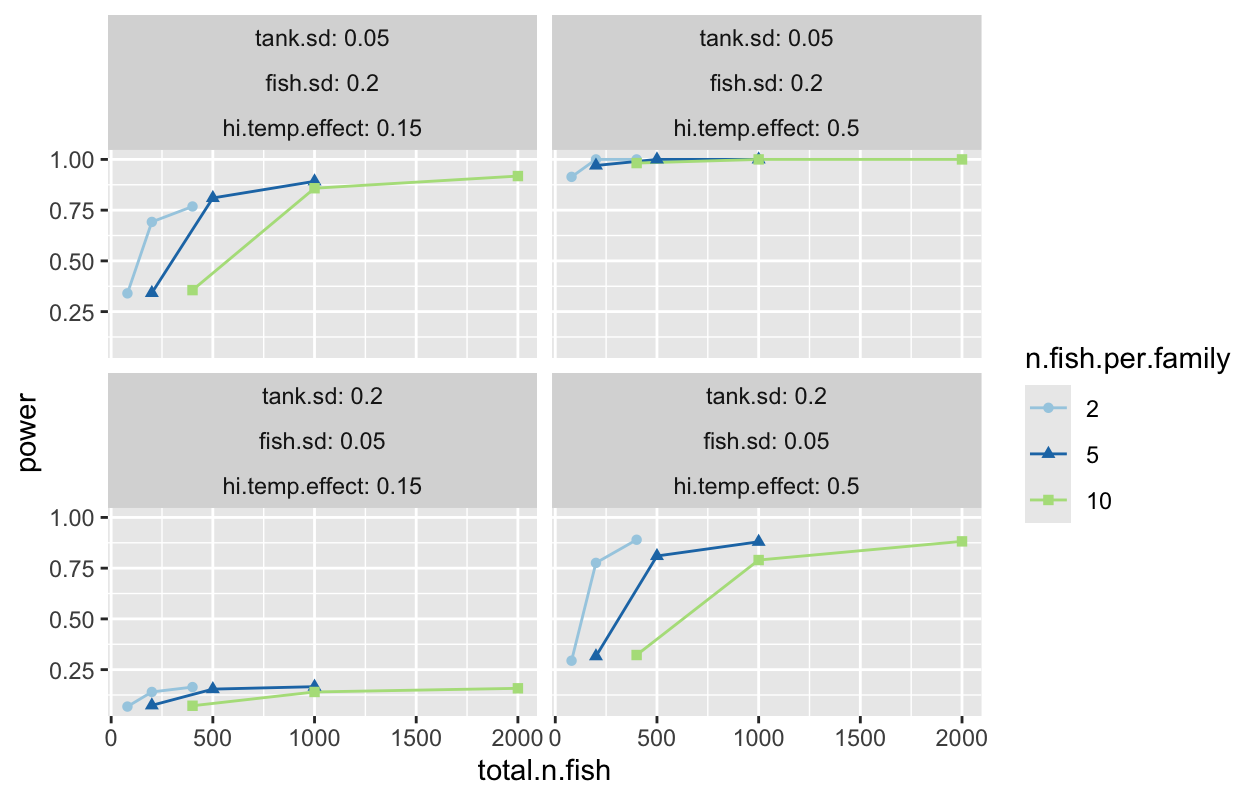 tank.sd: 0.05
fish.sd: 0.2
hi.temp.effect: 0.15
tank.sd: 0.05
fish.sd: 0.2
hi.temp.effect: 0.5
1.00
0.75
0.50
0.25
tank.sd: 0.2
fish.sd: 0.05
hi.temp.effect: 0.15
tank.sd: 0.2
fish.sd: 0.05
hi.temp.effect: 0.5
1.00
0.75
0.50
0.25
0 500 1000 1500 2000
0 500 1000 1500 2000
total.n.fish
power
n.fish.per.family
2
5
10